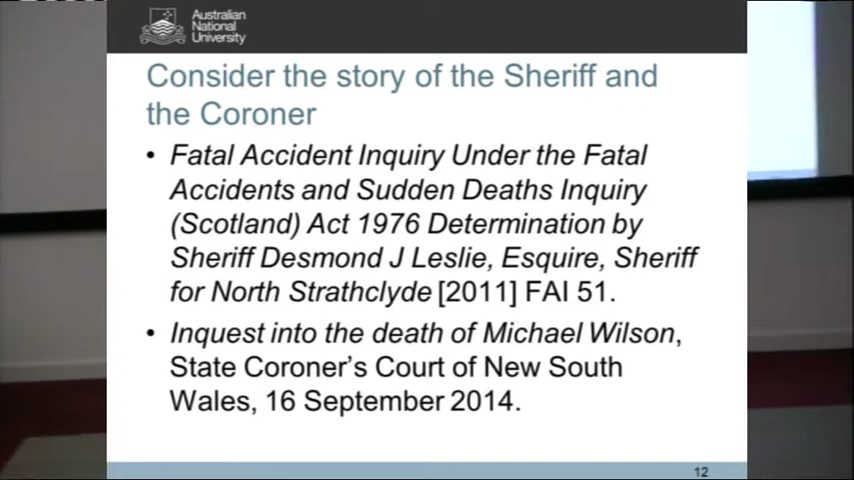 Australian
National
University
Consider the story of the Sheriff and
the Coroner
• Fatal Accident Inquiry Under the Fatal
Accidents and Sudden Deaths Inquiry
(Scotland) Act 1976 Determination by
Sheriff Desmond J Leslie, Esquire, Sheriff
for North Strathclyde [2011] FAI 51.
• Inquest into the death of Michael Wilson,
State Coroner’s Court of New South
Wales, 16 September 2014.
12